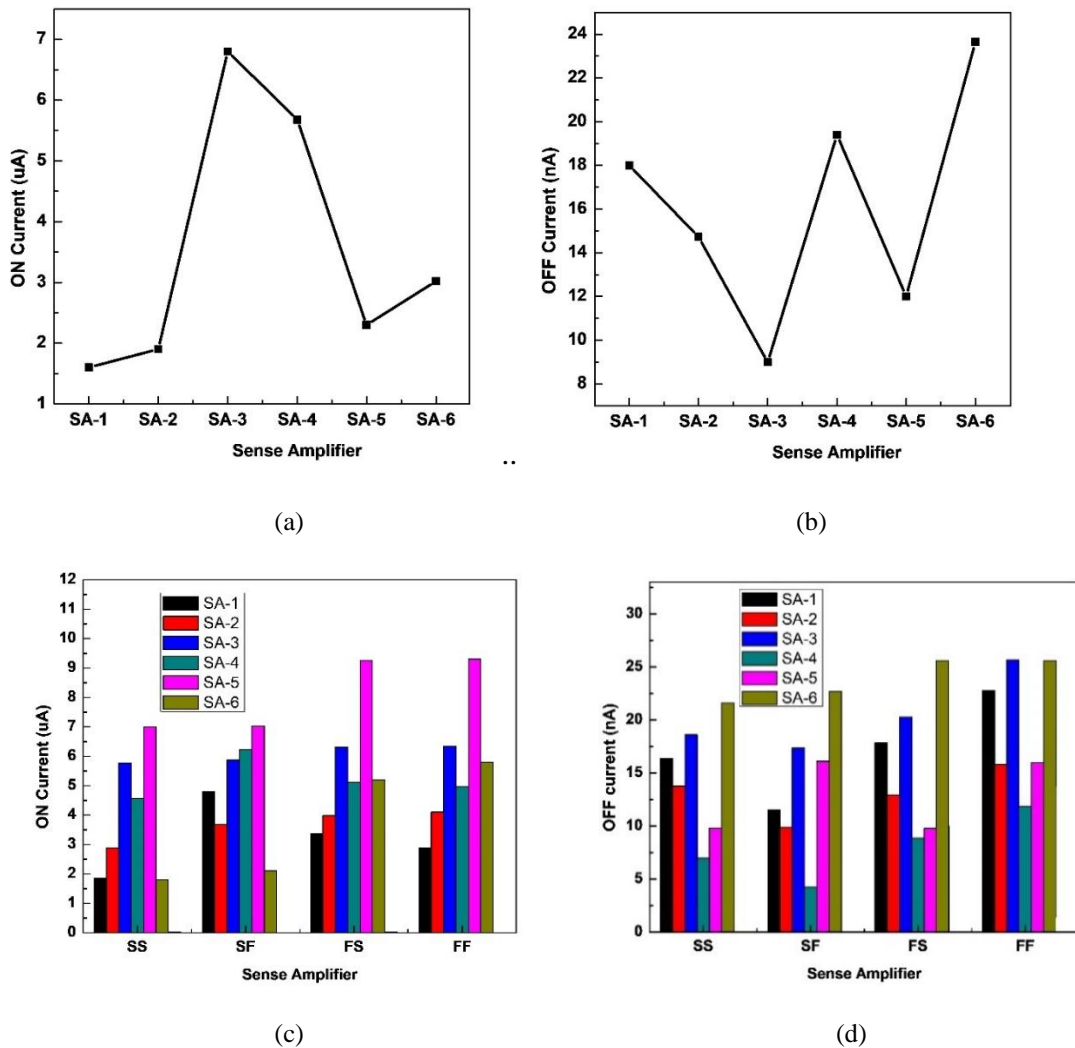 7
6
5
4
3
2
1
ON Current (uA)
SA-1 SA-2 SA-3 SA-4 SA-5 SA-6
Sense Amplifier
24
22
20
18
16
14
12
10
8
OFF Current (nA)
SA-1 SA-2 SA-3 SA-4 SA-5 SA-6
Sense Amplifier
..
(a)
(b)
12
11
10
9
8
7
6
5
4
3
2
1
0
ON Current (uA)
SA-1
SA-2
SA-3
SA-4
SA-5
SA-6
SS SF FS FF
Sense Amplifier
30
25
20
15
10
5
0
OFF current (nA)
SA-1
SA-2
SA-3
SA-4
SA-5
SA-6
SS SF FS FF
Sense Amplifier
(c)
(d)